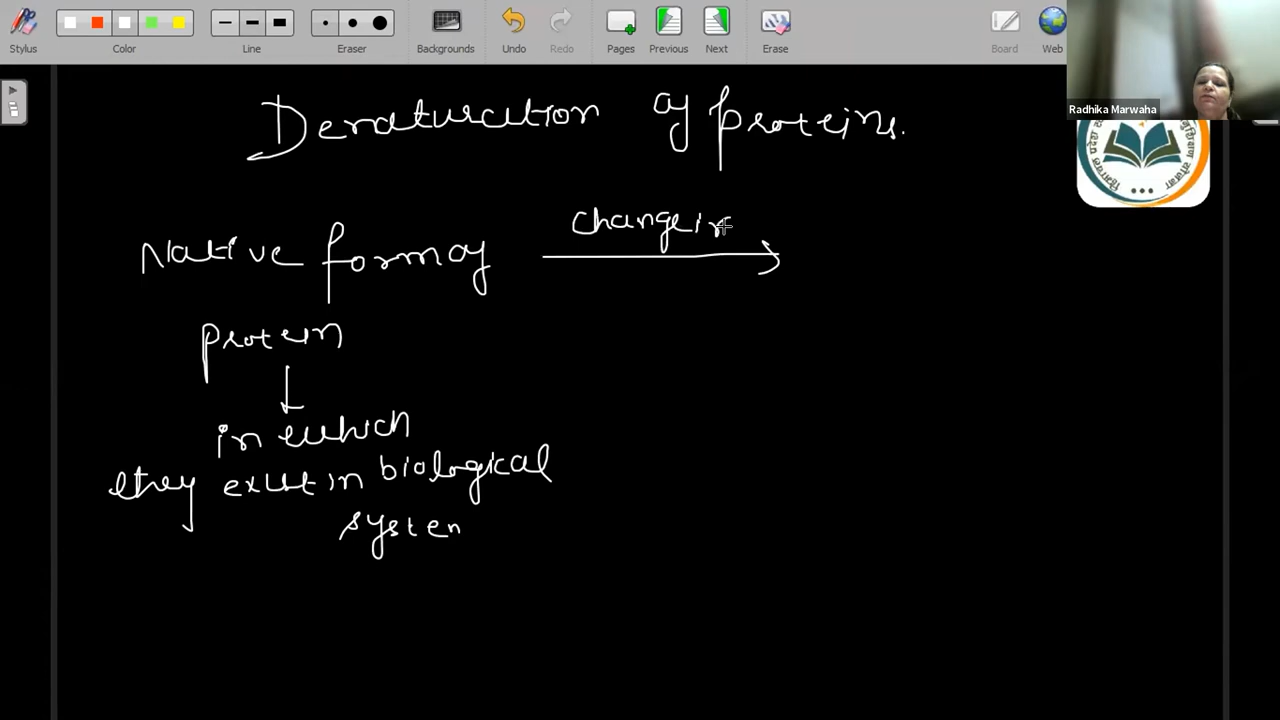 Stylus
Color
Line
Eraser
Backgrounds
Undo
Redo
Pages
Previous
Next
Erase
Board
Web
Radhika Marwaha
Denaturation of proteins.
Change in
Native form of
protein
in which
they exist in biological
system